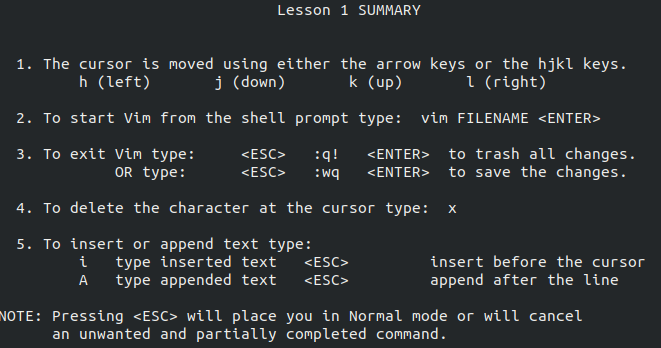 Lesson 1 SUMMARY
1. The cursor is moved using either the arrow keys or the hjkl keys.
h (left) j (down) k (up) l (right)
2. To start Vim from the shell prompt type: vim FILENAME <ENTER>
3. To exit Vim type: <ESC> :q! <ENTER> to trash all changes.
OR type: <ESC> :wq <ENTER> to save the changes.
4. To delete the character at the cursor type: x
5. To insert or append text type:
i type inserted text <ESC> insert before the cursor
A type appended text <ESC> append after the line
NOTE: Pressing <ESC> will place you in Normal mode or will cancel
an unwanted and partially completed command.